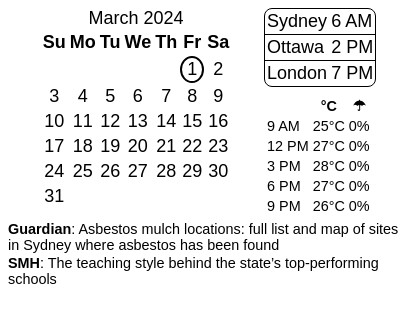 March 2024
Su Mo Tu We Th Fr Sa
1 2
3 4 5 6 7 8 9
10 11 12 13 14 15 16
17 18 19 20 21 22 23
24 25 26 27 28 29 30
31
Sydney 6 AM
Ottawa 2 PM
London 7 PM
°C ☂
9 AM 25°C 0%
12 PM 27°C 0%
3 PM 28°C 0%
6 PM 27°C 0%
9 PM 26°C 0%
Guardian: Asbestos mulch locations: full list and map of sites
in Sydney where asbestos has been found
SMH: The teaching style behind the state’s top-performing
schools